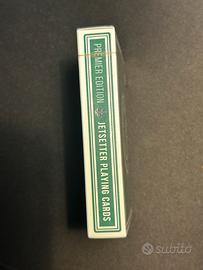 PREMIER EDITION JETSETTER PLAYING CARDS
subito